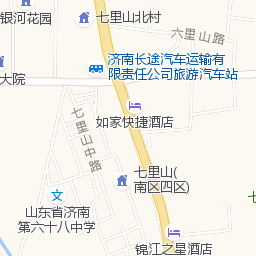 七里山北村
银河花园
六里山路
济南长途汽车运输有
限责任公司旅游汽车站
大院
如家快捷酒店
七里山中路
七里山(
南区四区)
山东省济南
第六十八中学
锦江之星酒店